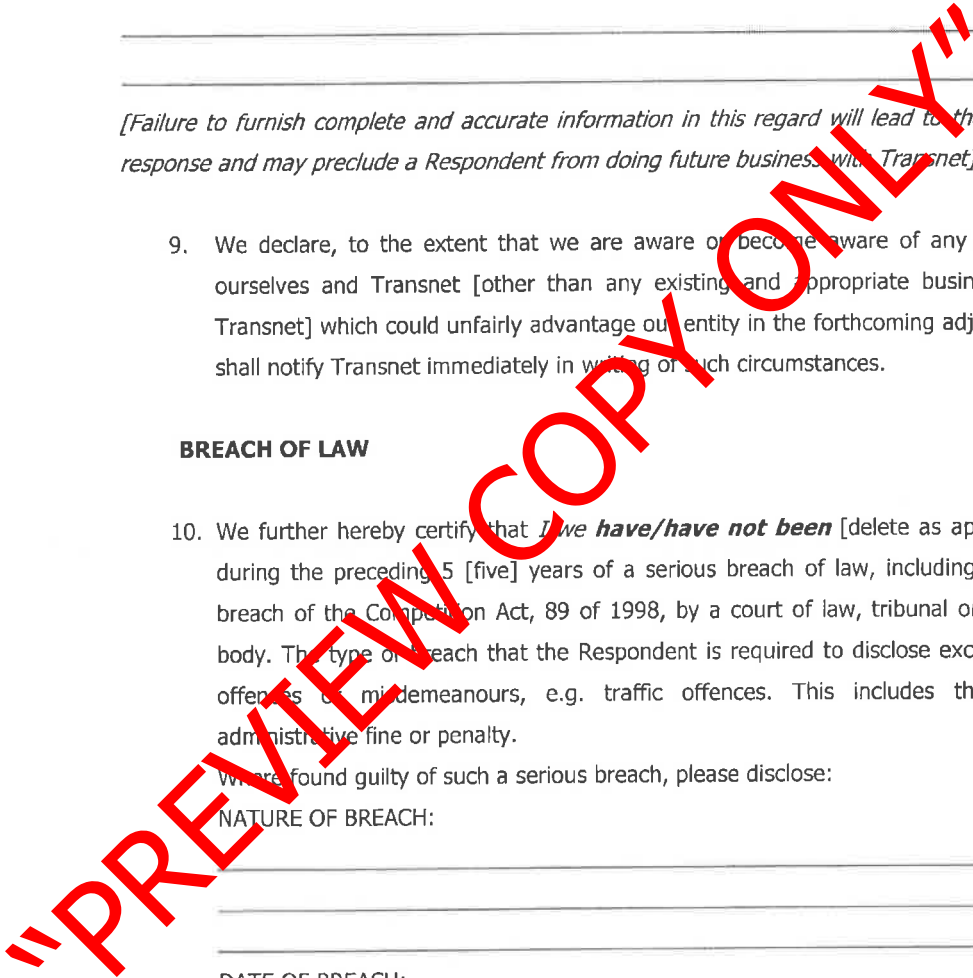 [Failure to furnish complete and accurate information in this regard will lead to th
response and may preclude a Respondent from doing future business with Transnet]
9. We declare, to the extent that we are aware or become aware of any
ourselves and Transnet [other than any existing and appropriate busin
Transnet] which could unfairly advantage our entity in the forthcoming adj
shall notify Transnet immediately in writing of such circumstances.
BREACH OF LAW
10. We further hereby certify that I/we have/have not been [delete as ap
during the preceding 5 [five] years of a serious breach of law, including
breach of the Competition Act, 89 of 1998, by a court of law, tribunal o
body. The type of breach that the Respondent is required to disclose exc
offences or misdemeanours, e.g. traffic offences. This includes th
administrative fine or penalty.
Where found guilty of such a serious breach, please disclose:
NATURE OF BREACH:
DATE OF BREACH:
"PREVIEW COPY ONLY"